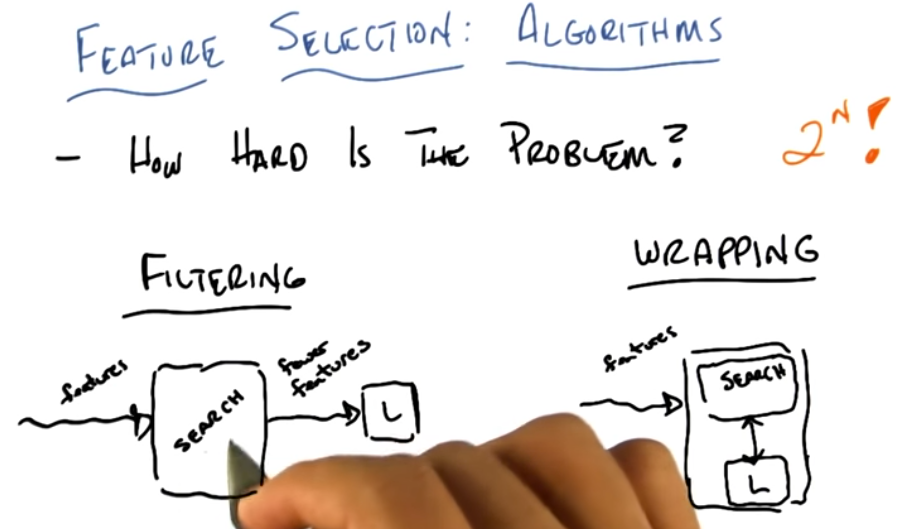 FEATURE SELECTION: ALGORITHMS
- HOW HARD IS THE PROBLEM? 2^N!
FILTERING
WRAPPING
features
SEARCH
fewer
features
L
features
SEARCH
L